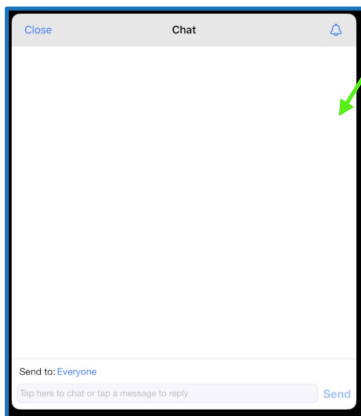 Close Chat
Send to: Everyone
Tap here to chat or tap a message to reply Send